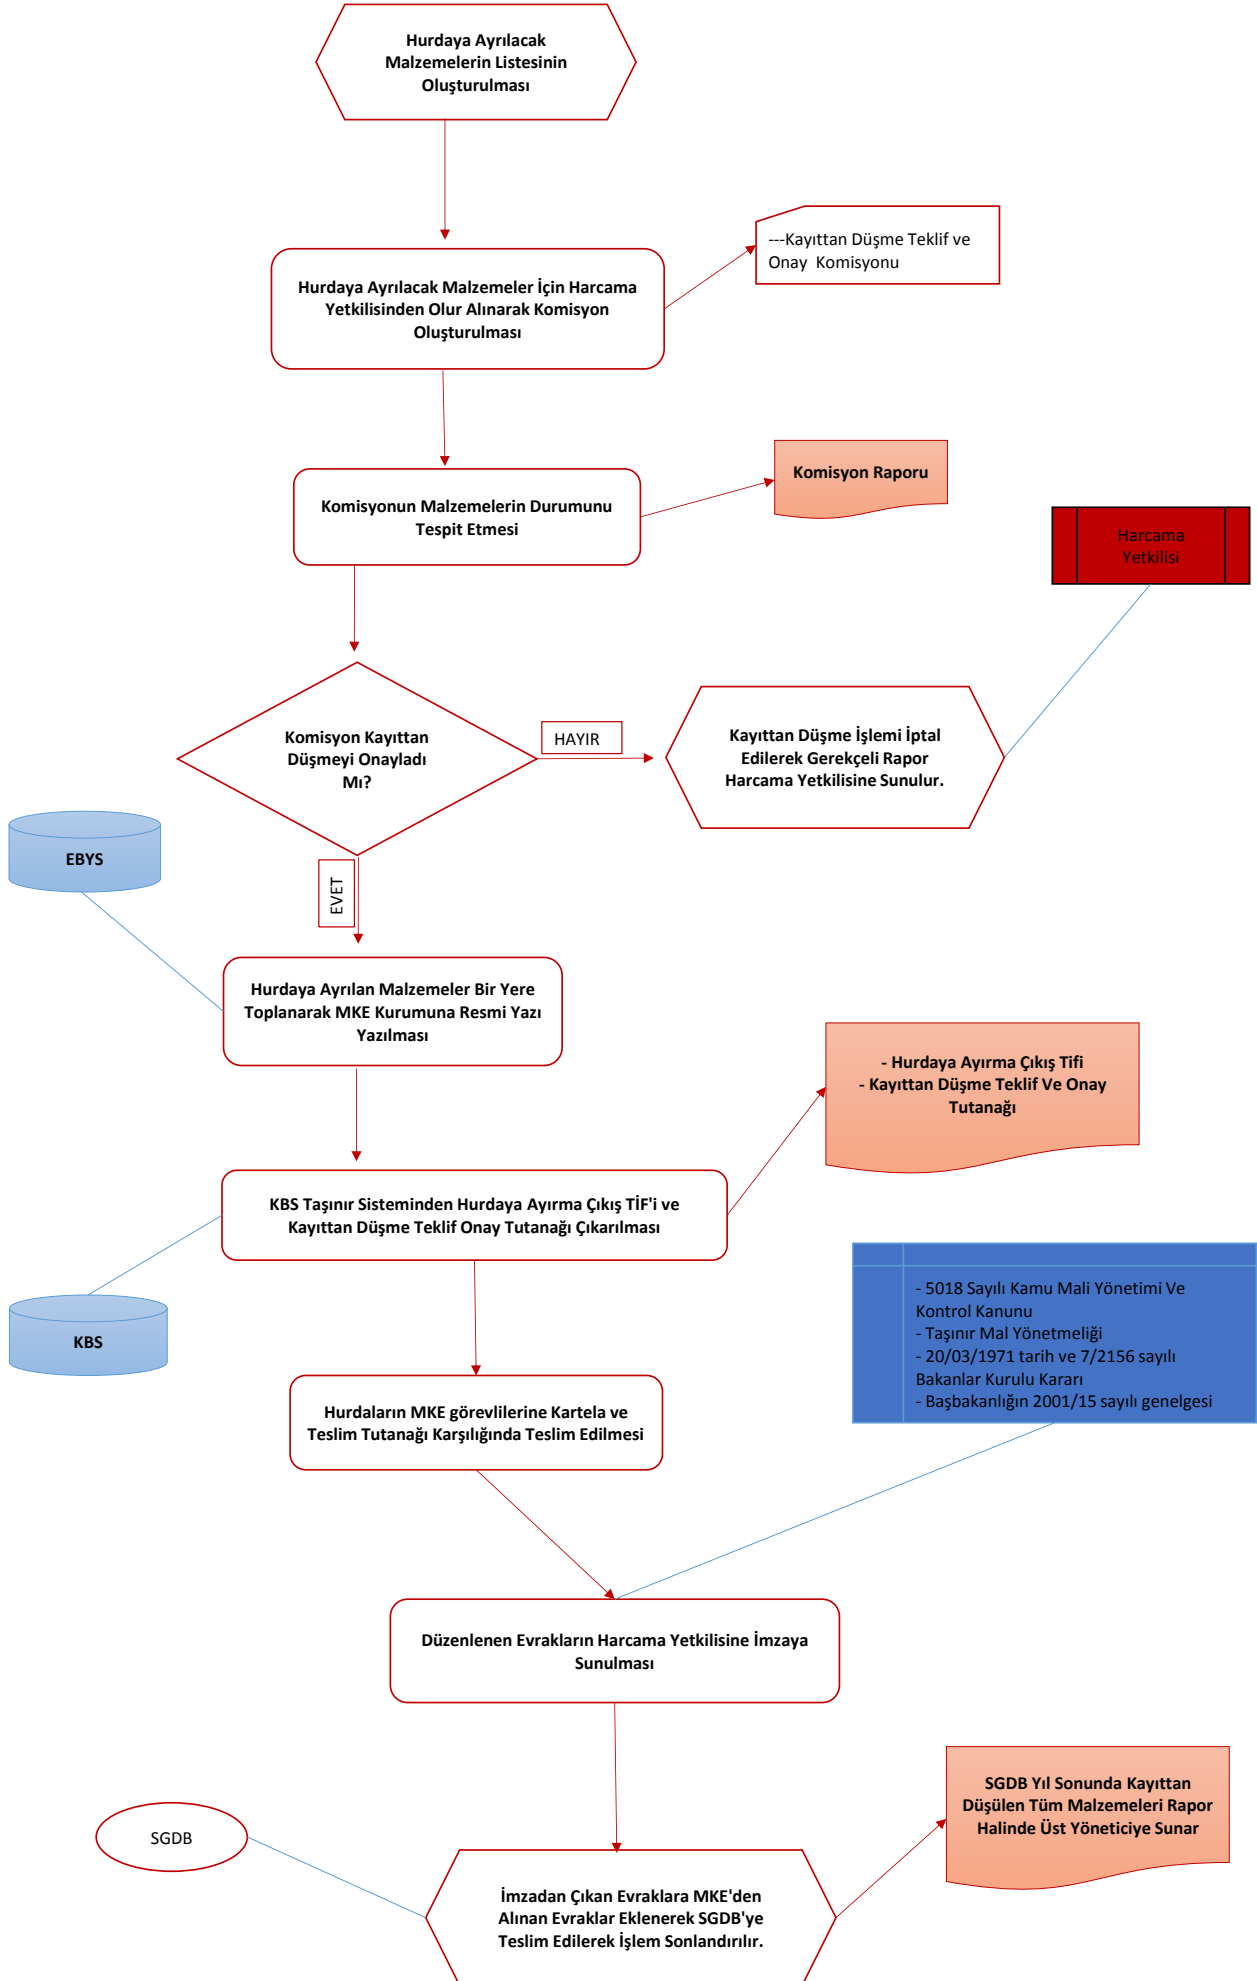 Hurdaya Ayrılacak
Malzemelerin Listesinin
Oluşturulması
---Kayıttan Düşme Teklif ve
Onay Komisyonu
Hurdaya Ayrılacak Malzemeler İçin Harcama
Yetkilisinden Olur Alınarak Komisyon
Oluşturulması
Komisyon Raporu
Komisyonun Malzemelerin Durumunu
Tespit Etmesi
Harcama
Yetkilisi
Komisyon Kayıttan
Düşmeyi Onayladı
Mı?
HAYIR
Kayıttan Düşme İşlemi İptal
Edilerek Gerekçeli Rapor
Harcama Yetkilisine Sunulur.
EBYS
EVET
Hurdaya Ayrılan Malzemeler Bir Yere
Toplanarak MKE Kurumuna Resmi Yazı
Yazılması
- Hurdaya Ayırma Çıkış Tifi
- Kayıttan Düşme Teklif Ve Onay
Tutanağı
KBS Taşınır Sisteminden Hurdaya Ayırma Çıkış TİF'i ve
Kayıttan Düşme Teklif Onay Tutanağı Çıkarılması
KBS
- 5018 Sayılı Kamu Mali Yönetimi Ve
Kontrol Kanunu
- Taşınır Mal Yönetmeliği
- 20/03/1971 tarih ve 7/2156 sayılı
Bakanlar Kurulu Kararı
- Başbakanlığın 2001/15 sayılı genelgesi
Hurdaların MKE görevlilerine Kartela ve
Teslim Tutanağı Karşılığında Teslim Edilmesi
Düzenlenen Evrakların Harcama Yetkilisine İmzaya
Sunulması
SGDB Yıl Sonunda Kayıttan
Düşülen Tüm Malzemeleri Rapor
Halinde Üst Yöneticiye Sunar
SGDB
İmzadan Çıkan Evraklara MKE'den
Alınan Evraklar Eklenerek SGDB'ye
Teslim Edilerek İşlem Sonlandırılır.